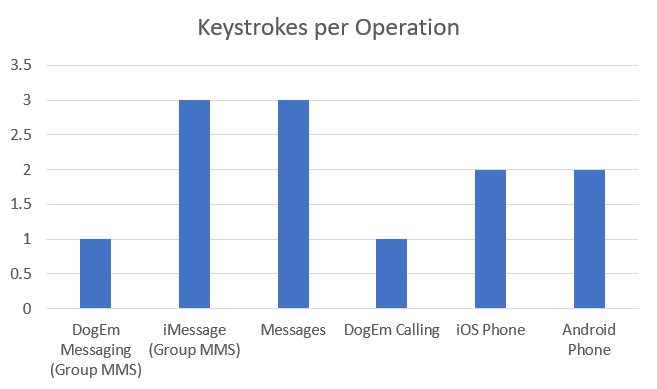 Keystrokes per Operation
3.5
3
2.5
2
1.5
1
0.5
0
DogEm
Messaging
(Group MMS)
iMessage
(Group MMS)
Messages
DogEm Calling
iOS Phone
Android
Phone